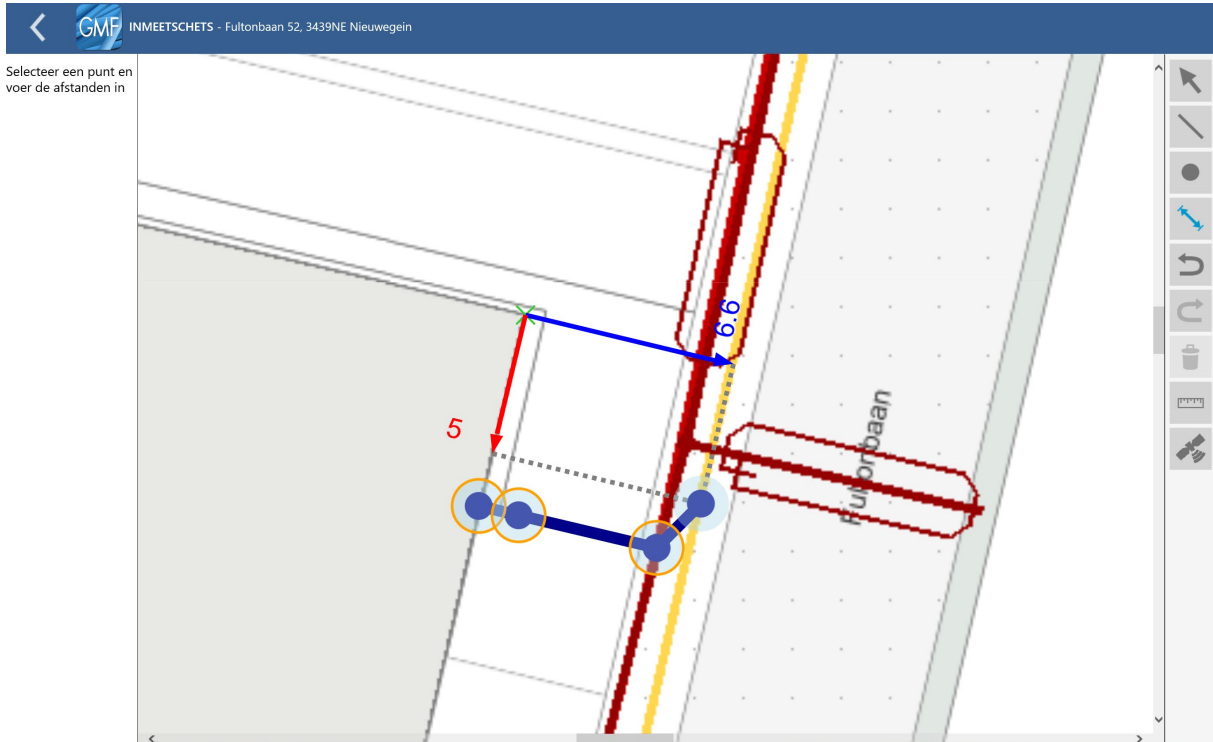 GMF INMEETSCHETS - Fultonbaan 52, 3439NE Nieuwegein
Selecteer een punt en
voer de afstanden in
6.6
5
Fultonbaan